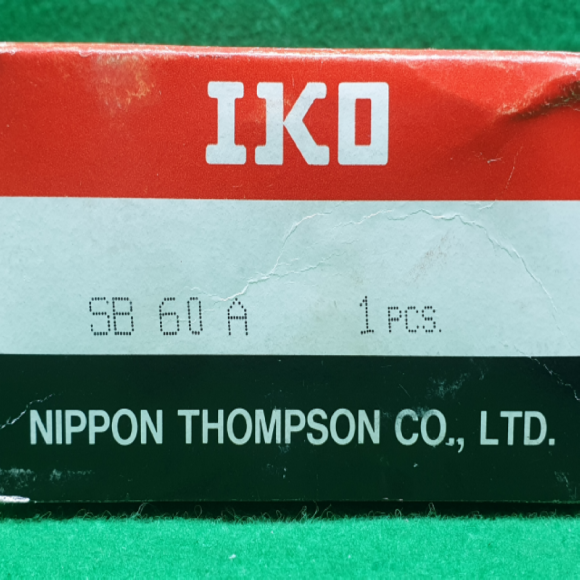 IKO
SB 60 A 1 PCS.
NIPPON THOMPSON CO., LTD.